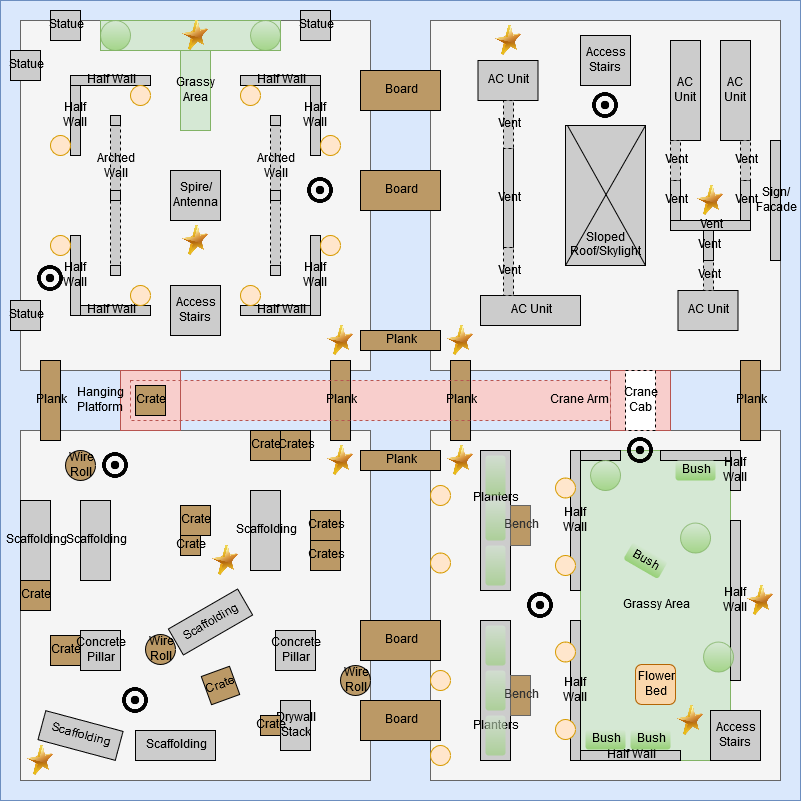 Statue
Statue
Statue
Half Wall
Half Wall
Grassy
Area
Half
Wall
Half
Wall
Arched
Wall
Arched
Wall
Spire/
Antenna
Half
Wall
Half
Wall
Statue
Half Wall
Half Wall
Access
Stairs
Board
Board
Plank
AC Unit
Access
Stairs
AC
Unit
AC
Unit
Vent
Vent
Vent
AC Unit
Sloped
Roof/Skylight
Vent
Vent
Vent
Vent
Vent
Vent
AC Unit
Sign/
Facade
Plank
Hanging
Platform
Crate
Plank
Plank
Crane Arm
Crane
Cab
Plank
Crate
Crates
Plank
Wire
Roll
Scaffolding
Scaffolding
Crate
Crate
Crate
Scaffolding
Crates
Crates
Scaffolding
Crate
Concrete
Pillar
Wire
Roll
Concrete
Pillar
Crate
Wire
Roll
Crate
Drywall
Stack
Scaffolding
Scaffolding
Board
Board
Planters
Bench
Half
Wall
Bush
Half
Wall
Bush
Grassy Area
Half
Wall
Bench
Planters
Half
Wall
Flower
Bed
Bush
Bush
Half Wall
Access
Stairs